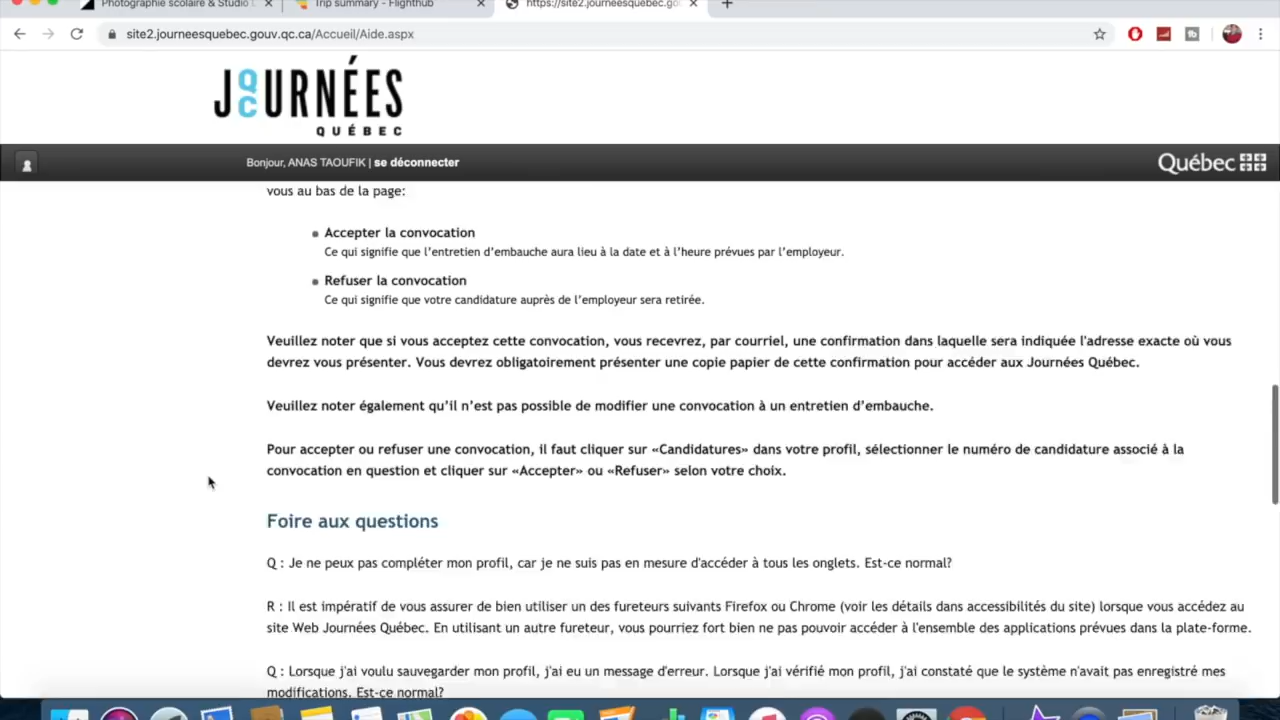 Photographie scolaire & Studio
Trip summary - Flighthub
https://site2.journeesquebec.go
site2.journeesquebec.gouv.qc.ca/Accueil/Aide.aspx
JOURNÉES
QC
QUÉBEC
Bonjour, ANAS TAOUFIK | se déconnecter
Québec
vous au bas de la page:
Accepter la convocation
Ce qui signifie que l’entretien d’embauche aura lieu à la date et à l’heure prévues par l’employeur.
Refuser la convocation
Ce qui signifie que votre candidature auprès de l’employeur sera retirée.
Veuillez noter que si vous acceptez cette convocation, vous recevrez, par courriel, une confirmation dans laquelle sera indiquée l'adresse exacte où vous
devrez vous présenter. Vous devrez obligatoirement présenter une copie papier de cette confirmation pour accéder aux Journées Québec.
Veuillez noter également qu’il n’est pas possible de modifier une convocation à un entretien d’embauche.
Pour accepter ou refuser une convocation, il faut cliquer sur «Candidatures» dans votre profil, sélectionner le numéro de candidature associé à la
convocation en question et cliquer sur «Accepter» ou «Refuser» selon votre choix.
Foire aux questions
Q : Je ne peux pas compléter mon profil, car je ne suis pas en mesure d'accéder à tous les onglets. Est-ce normal?
R : Il est impératif de vous assurer de bien utiliser un des fureteurs suivants Firefox ou Chrome (voir les détails dans accessibilités du site) lorsque vous accédez au
site Web Journées Québec. En utilisant un autre fureteur, vous pourriez fort bien ne pas pouvoir accéder à l'ensemble des applications prévues dans la plate-forme.
Q : Lorsque j'ai voulu sauvegarder mon profil, j'ai eu un message d'erreur. Lorsque j'ai vérifié mon profil, j'ai constaté que le système n'avait pas enregistré mes
modifications. Est-ce normal?